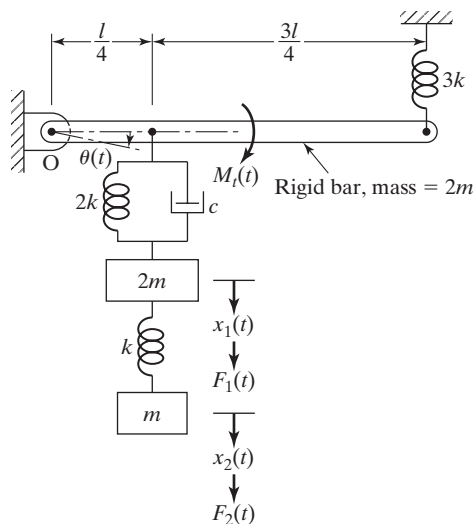 l/4
3l/4
3k
O
θ(t)
M_t(t)
Rigid bar, mass = 2m
2k
c
2m
x_1(t)
k
F_1(t)
m
x_2(t)
F_2(t)